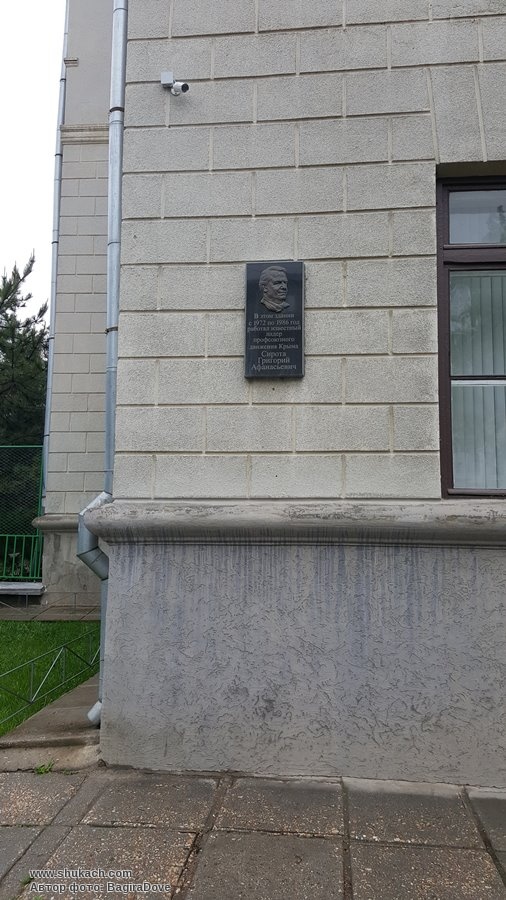 В этом здании
с 1972 по 1986 год
работал известный
лидер
профсоюзного
движения Крыма
Сирота
Григорий
Афанасьевич
www.shukach.com
Автор фото: BagiraDove